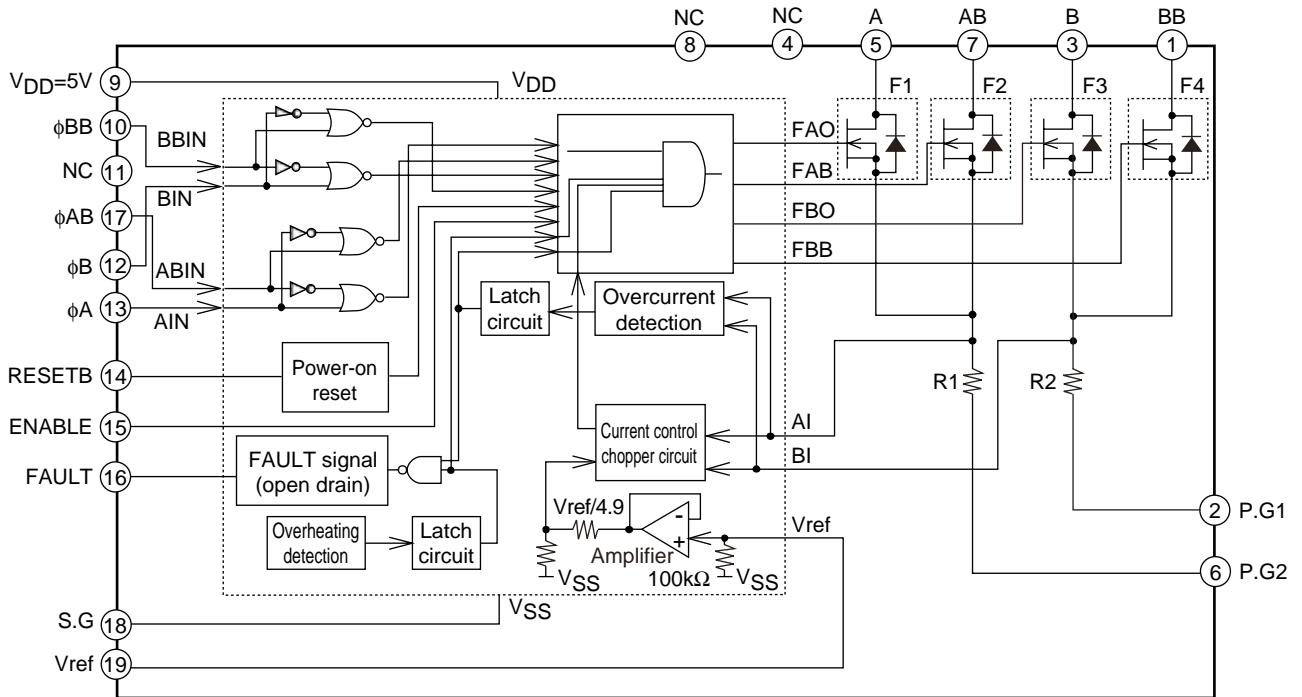 NC
8
NC
4
A
5
AB
7
B
3
BB
1
VDD=5V
9
VDD
F1
F2
F3
F4
ϕBB
10
BBIN
FAO
NC
11
FAB
BIN
ϕAB
17
FBO
ϕB
12
ABIN
FBB
ϕA
13
AIN
Latch
circuit
Overcurrent
detection
RESETB
14
Power-on
reset
R1
R2
ENABLE
15
Current control
chopper circuit
AI
BI
FAULT
16
FAULT signal
(open drain)
Vref/4.9
2
P.G1
Overheating
detection
Latch
circuit
-
+
Amplifier
Vref
VSS
100kΩ
VSS
6
P.G2
VSS
S.G
18
Vref
19